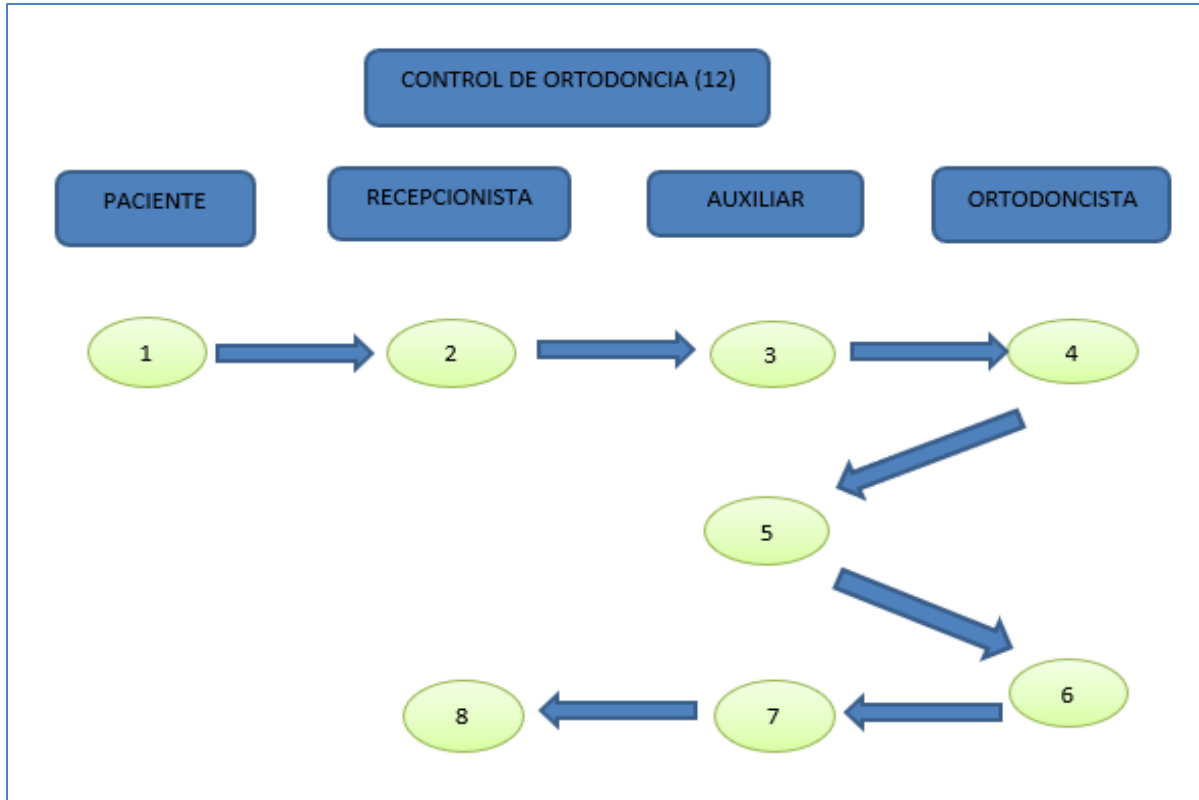 CONTROL DE ORTODONCIA (12)
PACIENTE
RECEPCIONISTA
AUXILIAR
ORTODONCISTA
1
2
3
4
5
6
7
8